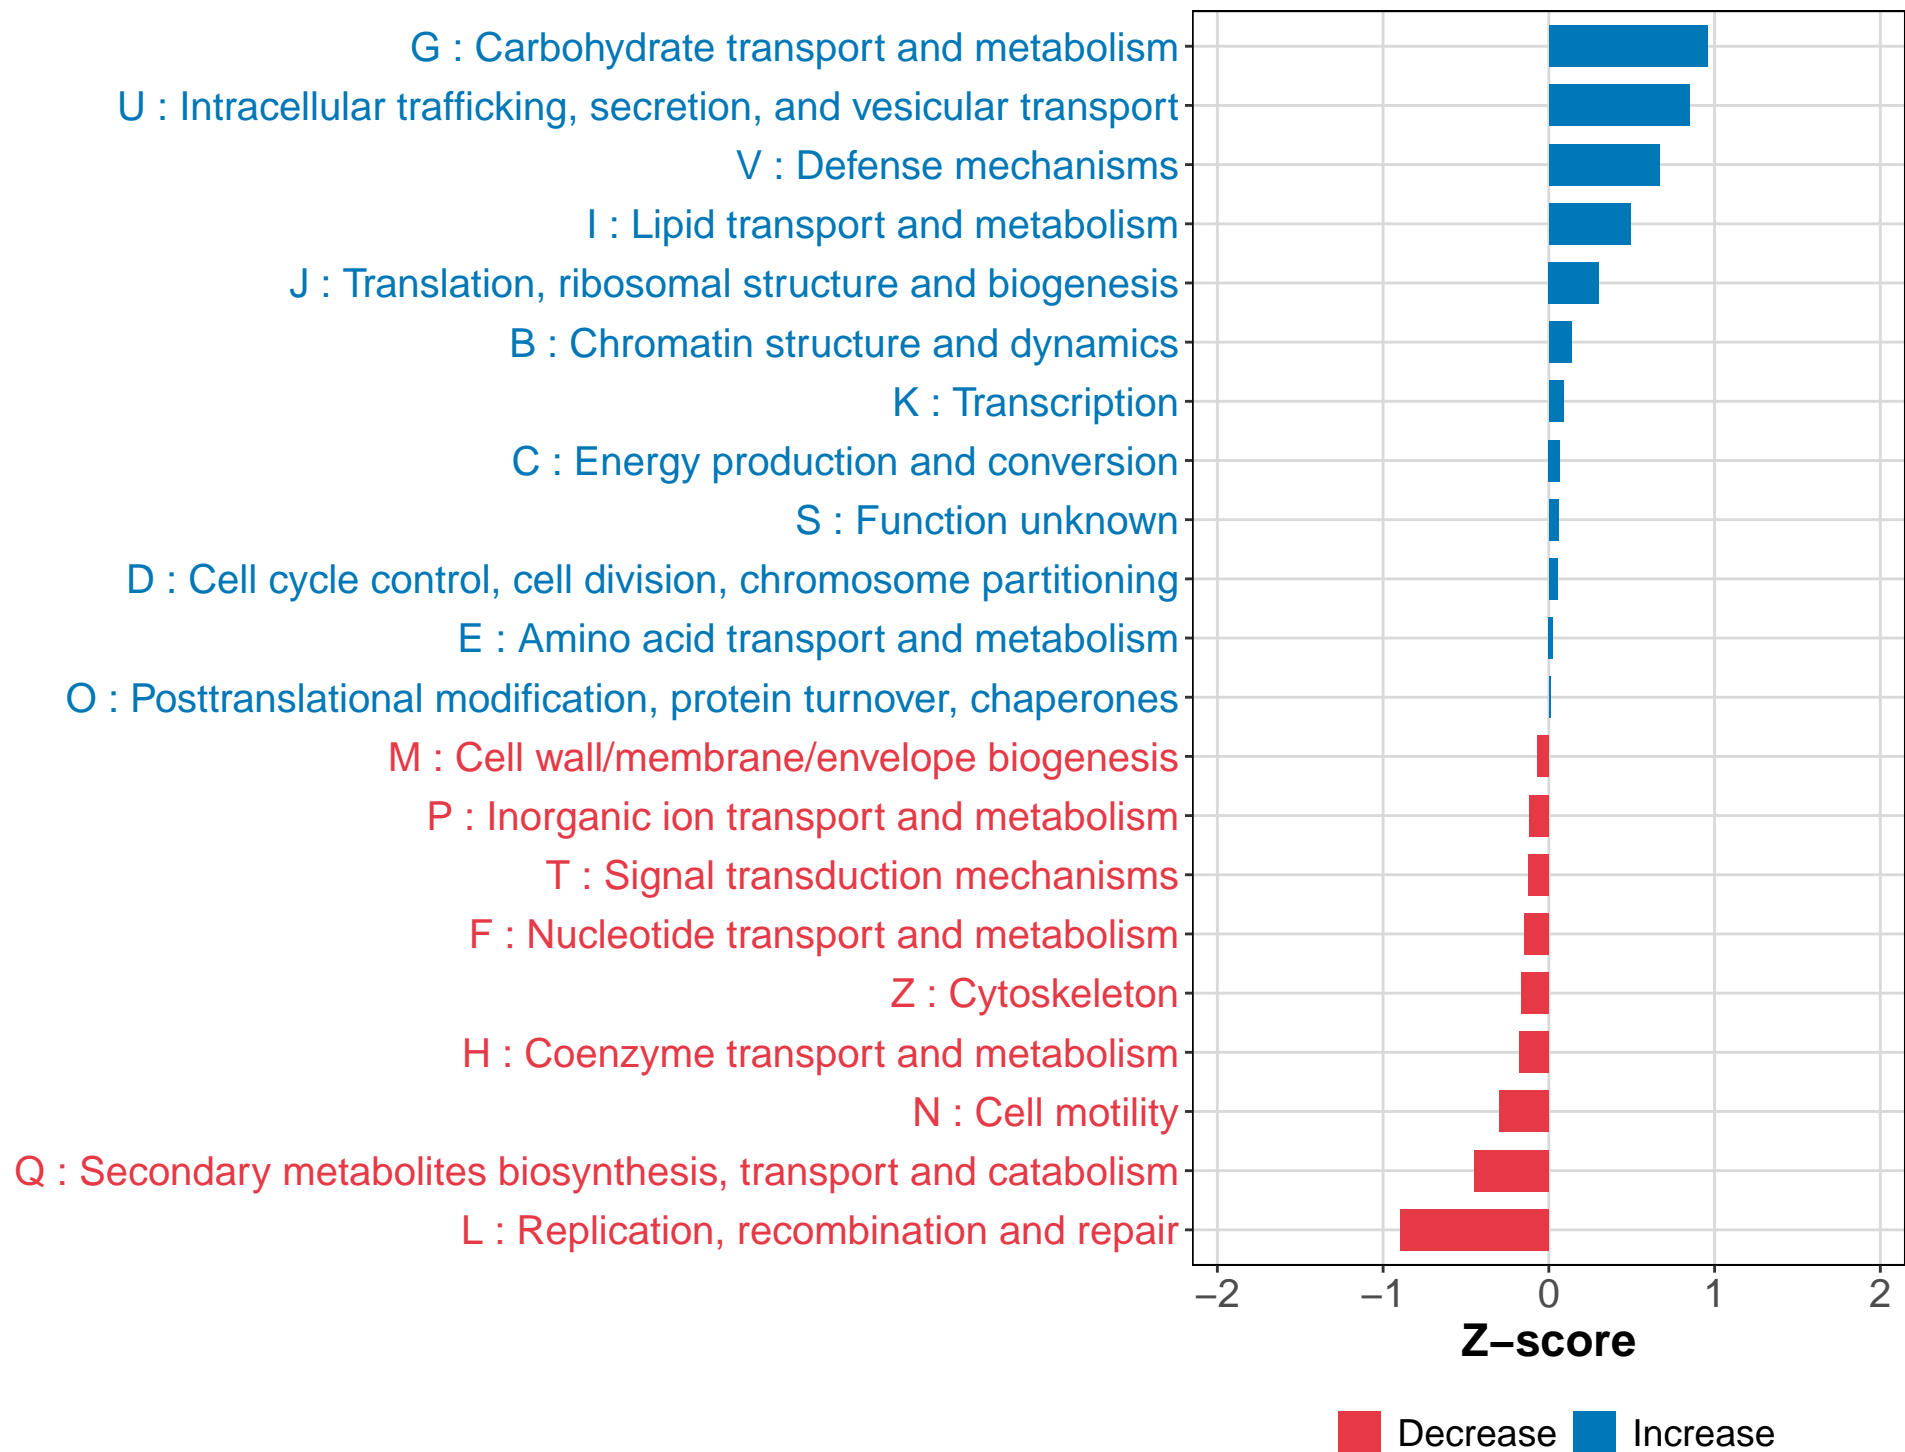 G : Carbohydrate transport and metabolism
U : Intracellular trafficking, secretion, and vesicular transport
V : Defense mechanisms
I : Lipid transport and metabolism
J : Translation, ribosomal structure and biogenesis
B : Chromatin structure and dynamics
K : Transcription
C : Energy production and conversion
S : Function unknown
D : Cell cycle control, cell division, chromosome partitioning
E : Amino acid transport and metabolism
O : Posttranslational modification, protein turnover, chaperones
M : Cell wall/membrane/envelope biogenesis
P : Inorganic ion transport and metabolism
T : Signal transduction mechanisms
F : Nucleotide transport and metabolism
Z : Cytoskeleton
H : Coenzyme transport and metabolism
N : Cell motility
Q : Secondary metabolites biosynthesis, transport and catabolism
L : Replication, recombination and repair
−2 −1 0 1 2
Z−score
Decrease Increase